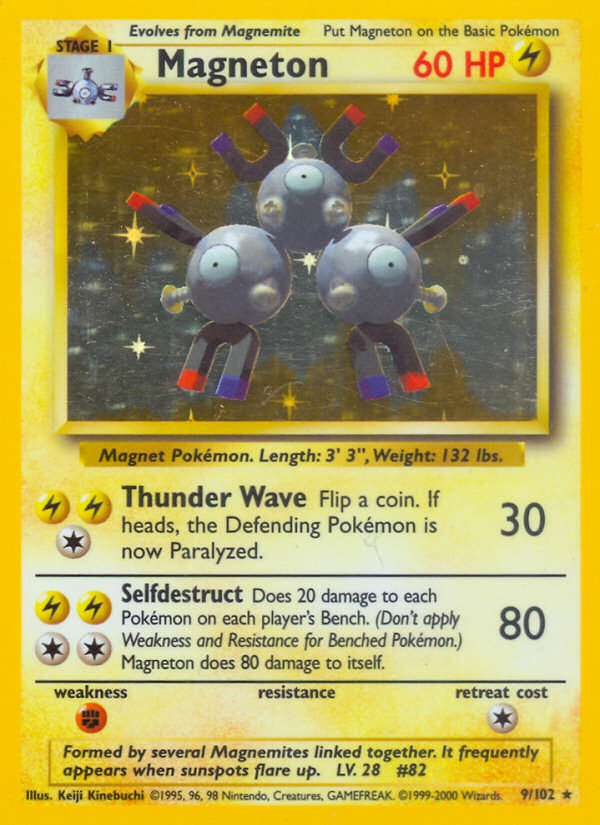 Evolves from Magnemite Put Magneton on the Basic Pokémon
STAGE 1
Magneton 60 HP
Magnet Pokémon. Length: 3' 3", Weight: 132 lbs.
Thunder Wave Flip a coin. If
heads, the Defending Pokémon is
now Paralyzed.
30
Selfdestruct Does 20 damage to each
Pokémon on each player's Bench. (Don't apply
Weakness and Resistance for Benched Pokémon.)
Magneton does 80 damage to itself.
80
weakness resistance retreat cost
Formed by several Magnemites linked together. It frequently
appears when sunspots flare up. LV. 28 #82
Illus. Keiji Kinebuchi ©1995, 96, 98 Nintendo, Creatures, GAMEFREAK. ©1999-2000 Wizards. 9/102 ★